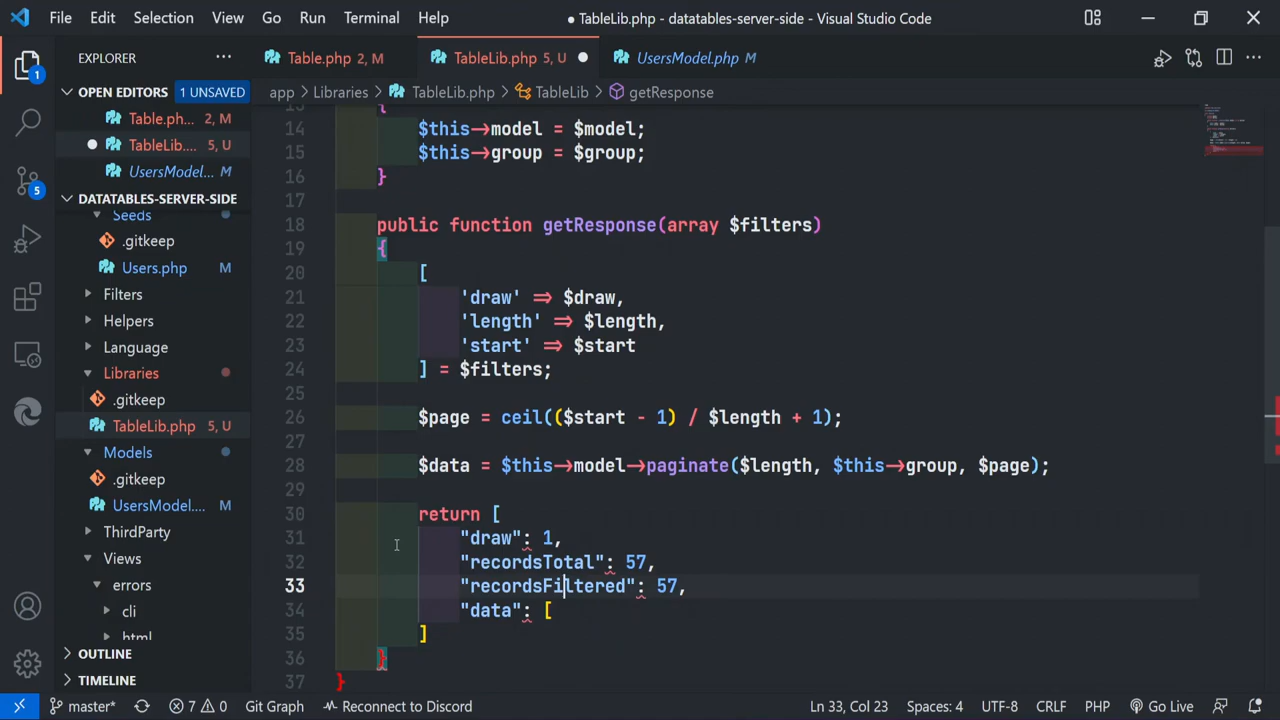 File Edit Selection View Go Run Terminal Help
● TableLib.php - datatables-server-side - Visual Studio Code
1
5
EXPLORER ...
OPEN EDITORS 1 UNSAVED
Table.ph... 2, M
TableLib.... 5, U
UsersModel.... M
DATATABLES-SERVER-SIDE
Seeds
.gitkeep
Users.php M
Filters
Helpers
Language
Libraries
.gitkeep
TableLib.php 5, U
Models
.gitkeep
UsersModel.... M
ThirdParty
Views
errors
cli
html
OUTLINE
TIMELINE
Table.php 2, M TableLib.php 5, U UsersModel.php M
app > Libraries > TableLib.php > TableLib > getResponse
{
14 $this->model = $model;
15 $this->group = $group;
16 }
17
18 public function getResponse(array $filters)
19 {
20 [
21 'draw' => $draw,
22 'length' => $length,
23 'start' => $start
24 ] = $filters;
25
26 $page = ceil(($start - 1) / $length + 1);
27
28 $data = $this->model->paginate($length, $this->group, $page);
29
30 return [
31 "draw": 1,
32 "recordsTotal": 57,
33 "recordsFiltered": 57,
34 "data": [
35 ]
36 }
37 }
master* 7 0 Git Graph Reconnect to Discord Ln 33, Col 23 Spaces: 4 UTF-8 CRLF PHP Go Live